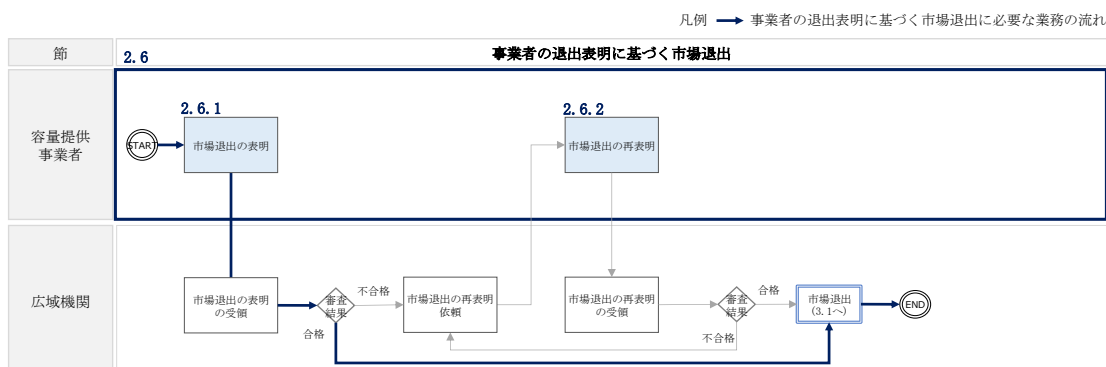 凡例 事業者の退出表明に基づく市場退出に必要な業務の流れ
節
2.6
事業者の退出表明に基づく市場退出
容量提供
事業者
START
2.6.1
市場退出の表明
2.6.2
市場退出の再表明
広域機関
市場退出の表明
の受領
審査
結果
不合格
合格
市場退出の再表明
依頼
市場退出の再表明
の受領
審査
結果
合格
不合格
市場退出
(3.1へ)
END